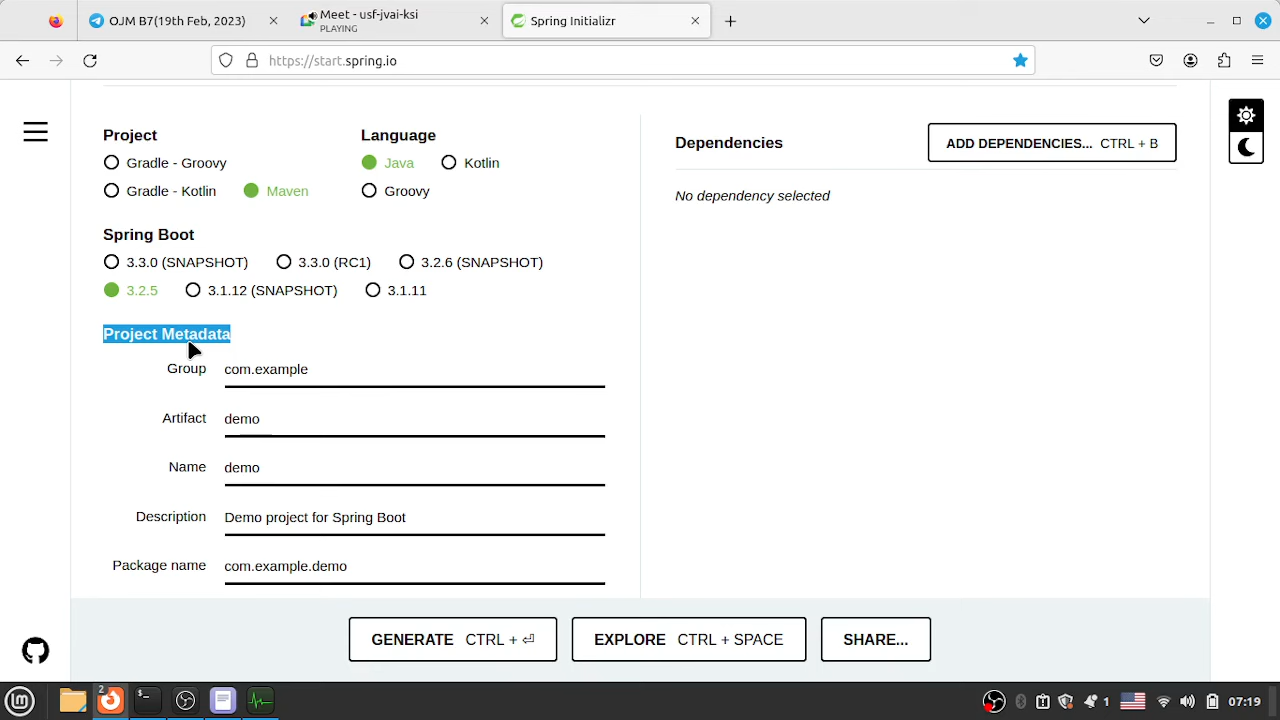 OJM B7(19th Feb, 2023)
Meet - usf-jvai-ksi
PLAYING
Spring Initializr
https://start.spring.io
Project
Language
Gradle - Groovy
Java
Kotlin
Gradle - Kotlin
Maven
Groovy
Dependencies
ADD DEPENDENCIES... CTRL + B
No dependency selected
Spring Boot
3.3.0 (SNAPSHOT)
3.3.0 (RC1)
3.2.6 (SNAPSHOT)
3.2.5
3.1.12 (SNAPSHOT)
3.1.11
Project Metadata
Group com.example
Artifact demo
Name demo
Description Demo project for Spring Boot
Package name com.example.demo
GENERATE CTRL + ⏎
EXPLORE CTRL + SPACE
SHARE...
2
1
07:19